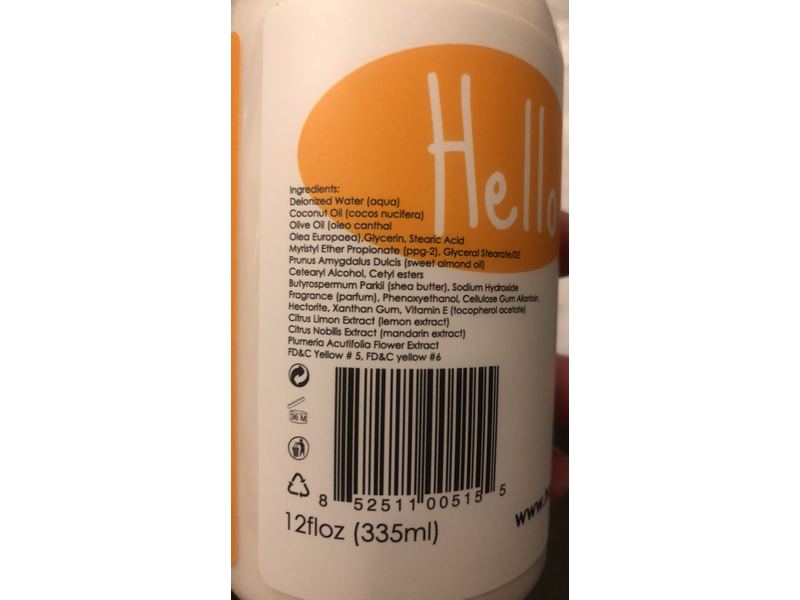 Hello
Ingredients:
Deionized Water (aqua)
Coconut Oil (cocos nucifera)
Olive Oil (oleo canthal
Olea Europaea),Glycerin, Stearic Acid
Myristyl Ether Propionate (ppg-2), Glyceral Stearate/SE
Prunus Amygdalus Dulcis (sweet almond oil)
Cetearyl Alcohol, Cetyl esters
Butyrospermum Parkii (shea butter), Sodium Hydroxide
Fragrance (parfum), Phenoxyethanol, Cellulose Gum Allantoin,
Hectorite, Xanthan Gum, Vitamin E (tocopherol acetate)
Citrus Limon Extract (lemon extract)
Citrus Nobilis Extract (mandarin extract)
Plumeria Acutifolia Flower Extract
FD&C Yellow # 5, FD&C yellow #6
36 M
8 52511 00515 5
12floz (335ml)
www.